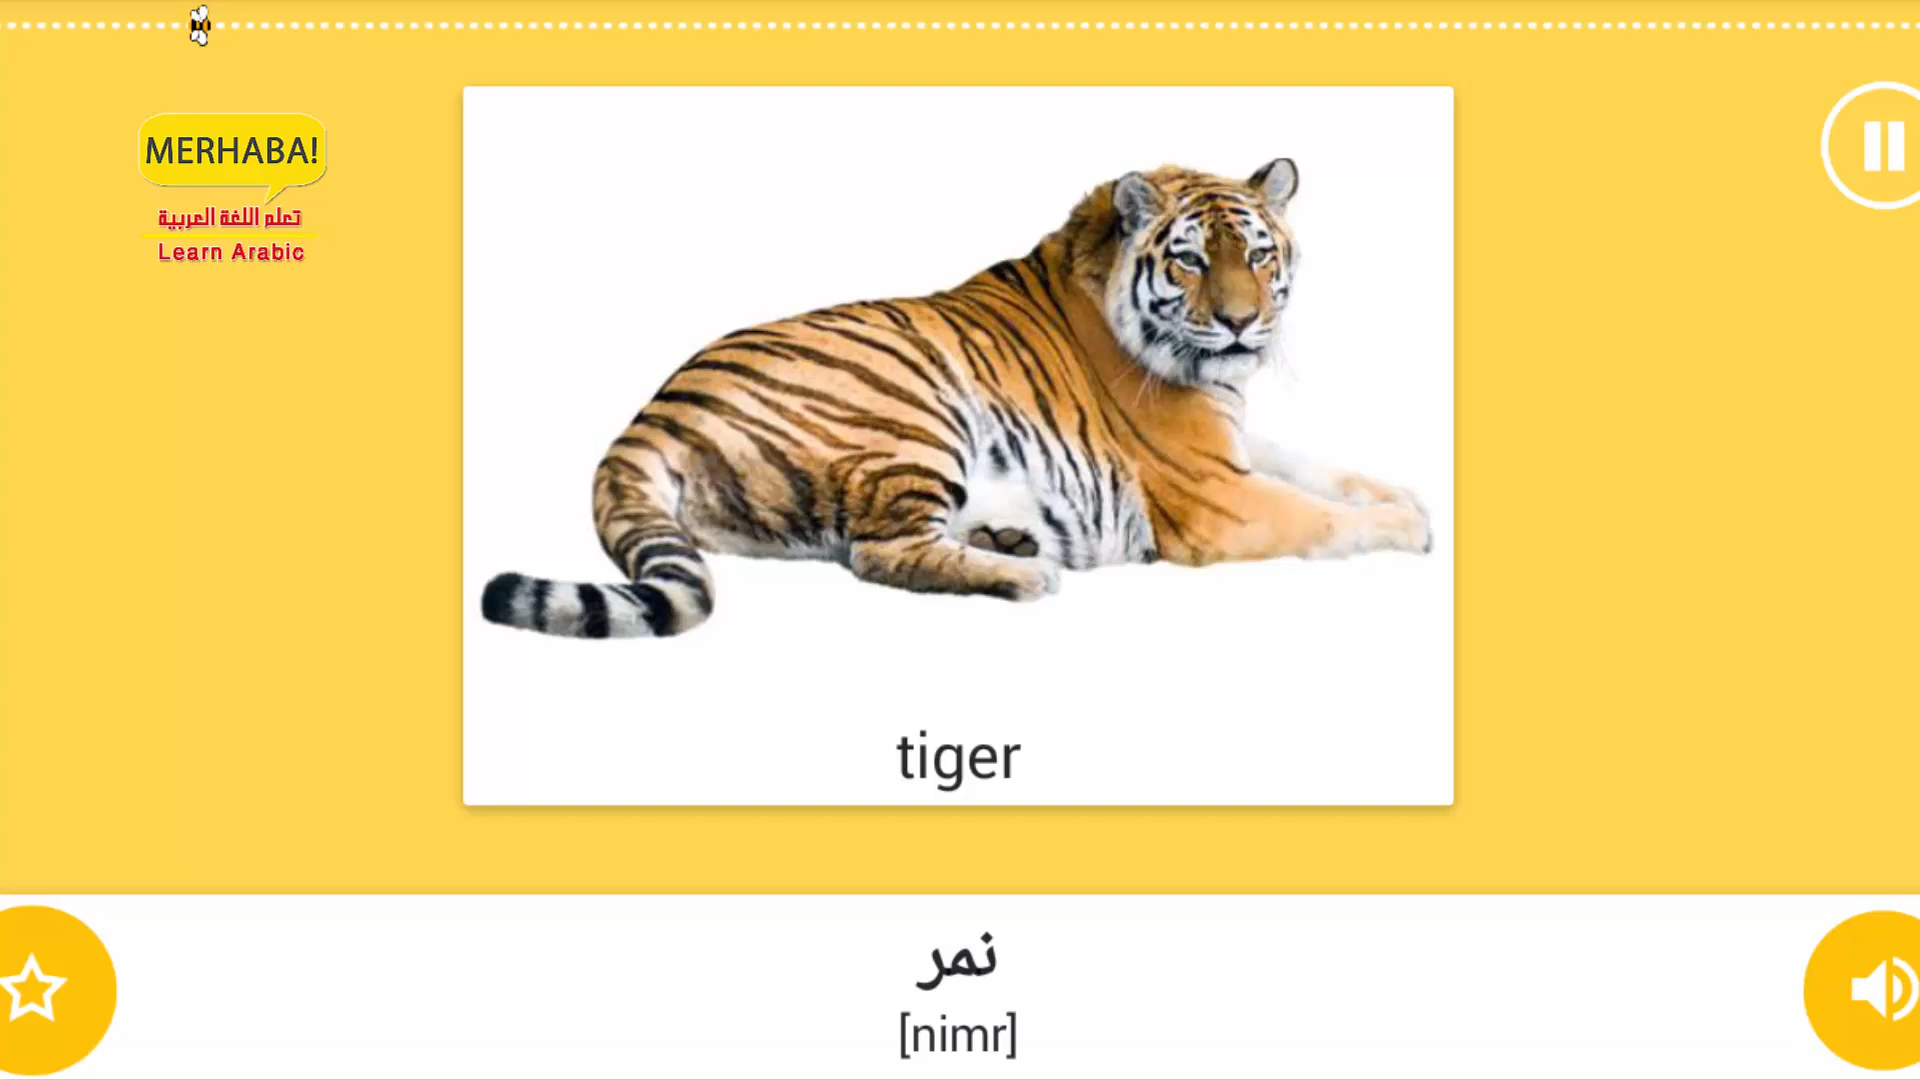 MERHABA!
تعلم اللغة العربية
Learn Arabic
tiger
نمر
[nimr]